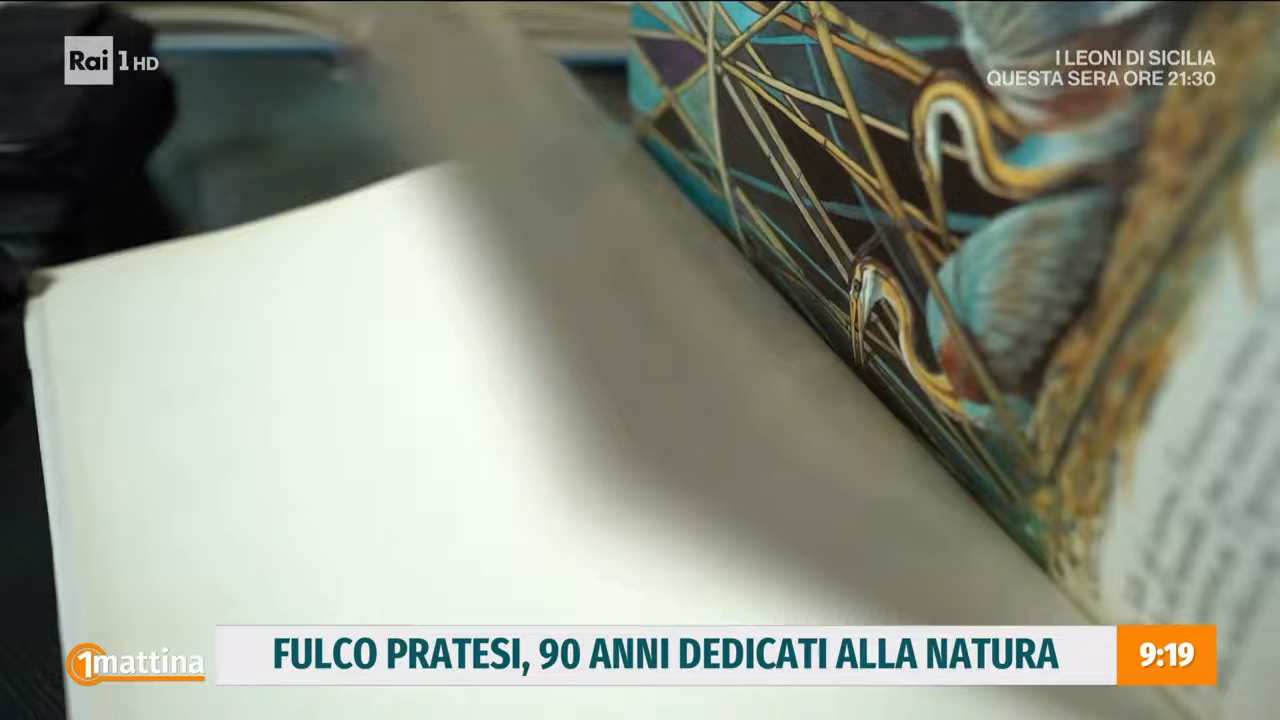 Rai 1 HD
I LEONI DI SICILIA
QUESTA SERA ORE 21:30
1mattina
FULCO PRATESI, 90 ANNI DEDICATI ALLA NATURA
9:19